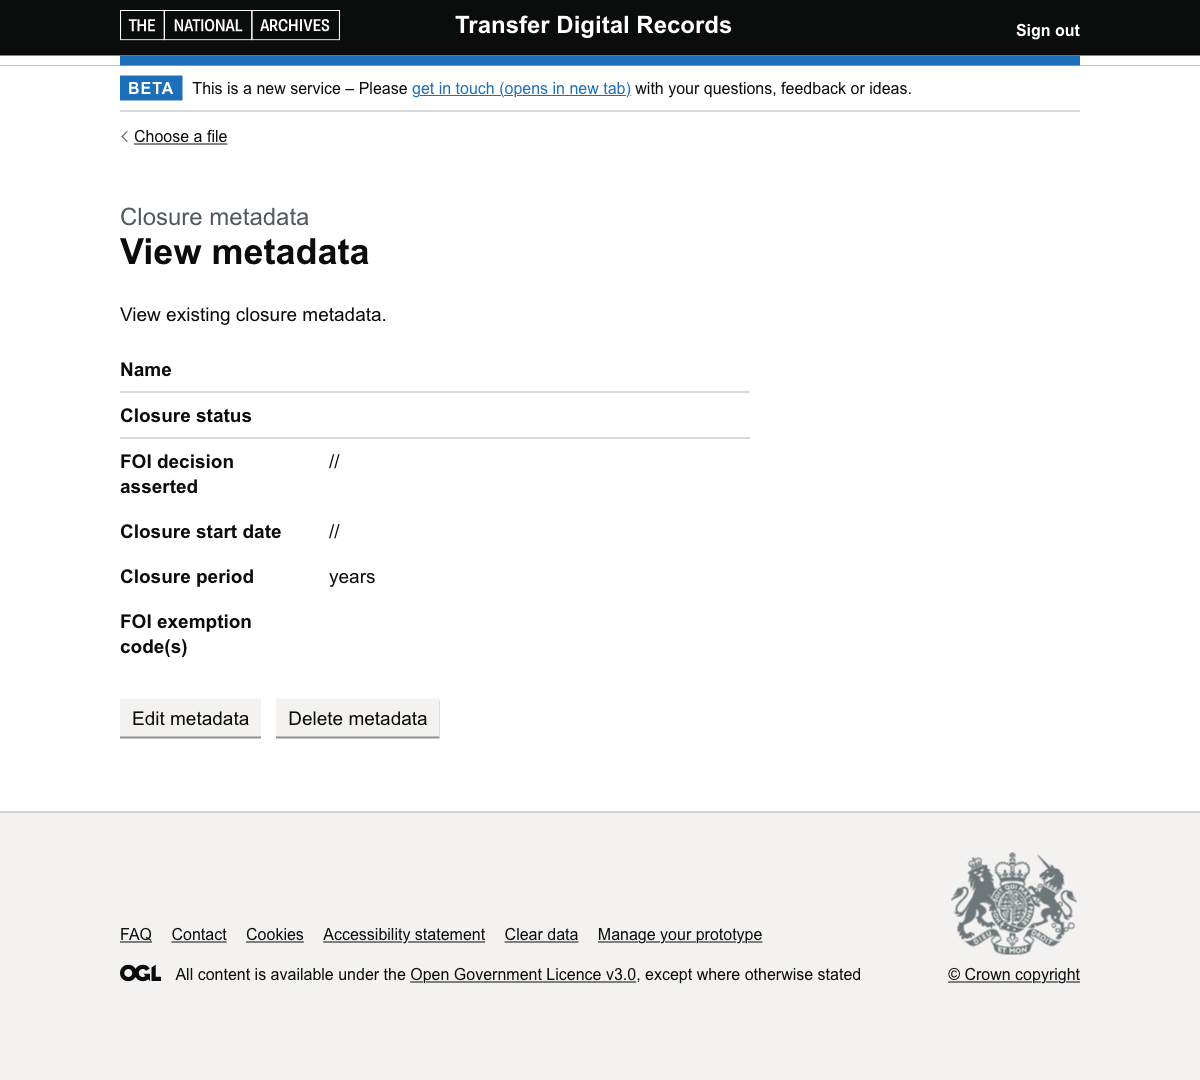 THE NATIONAL ARCHIVES
Transfer Digital Records
Sign out
BETA This is a new service – Please get in touch (opens in new tab) with your questions, feedback or ideas.
Choose a file
Closure metadata
View metadata
View existing closure metadata.
Name
Closure status
FOI decision asserted //
Closure start date //
Closure period years
FOI exemption code(s)
Edit metadata Delete metadata
FAQ Contact Cookies Accessibility statement Clear data Manage your prototype
OGL All content is available under the Open Government Licence v3.0, except where otherwise stated
© Crown copyright